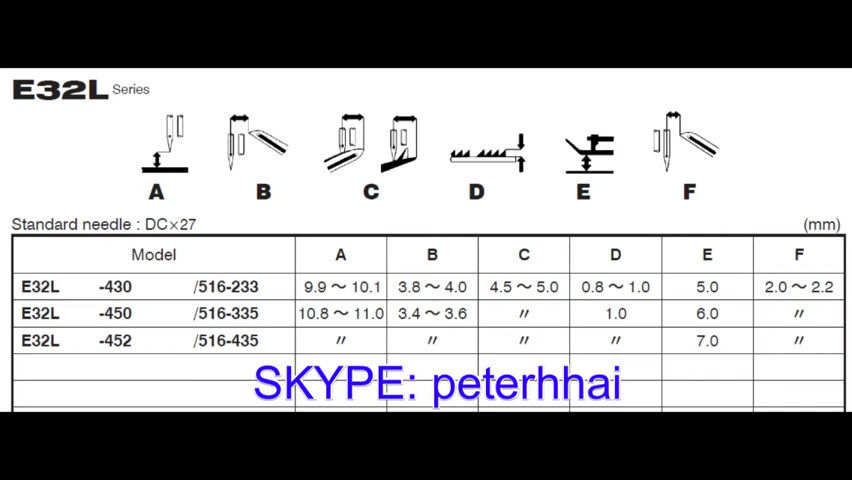 E32L Series
A B C D E F
Standard needle : DC×27 (mm)
Model A B C D E F
E32L -430 /516-233 9.9～10.1 3.8～4.0 4.5～5.0 0.8～1.0 5.0 2.0～2.2
E32L -450 /516-335 10.8～11.0 3.4～3.6 〃 1.0 6.0 〃
E32L -452 /516-435 〃 〃 〃 〃 7.0 〃
SKYPE: peterhhai